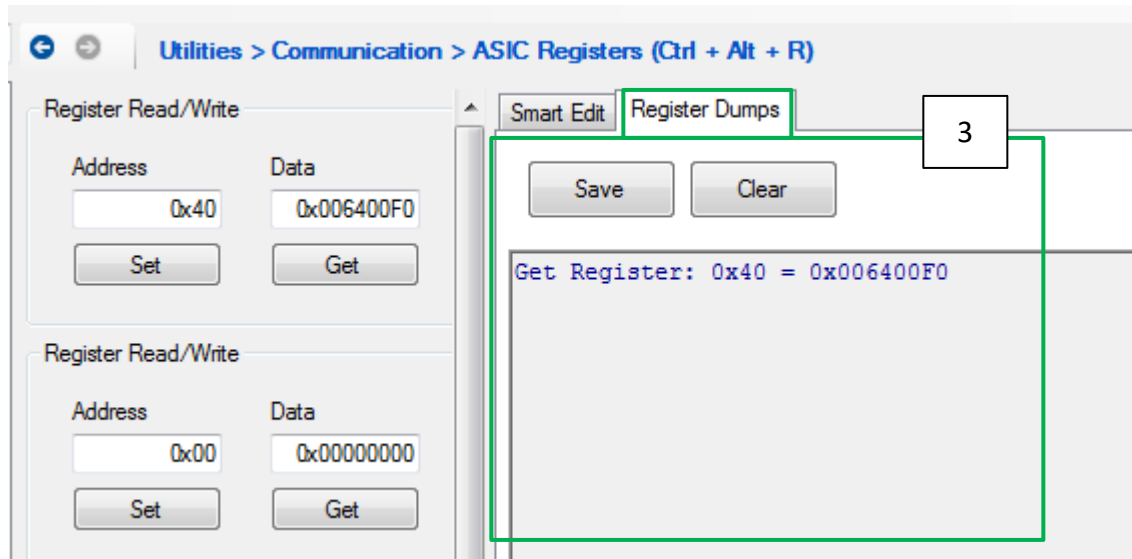 Utilities > Communication > ASIC Registers (Ctrl + Alt + R)
Register Read/Write
Address Data
0x40 0x006400F0
Set Get
Register Read/Write
Address Data
0x00 0x00000000
Set Get
Smart Edit Register Dumps
3
Save Clear
Get Register: 0x40 = 0x006400F0